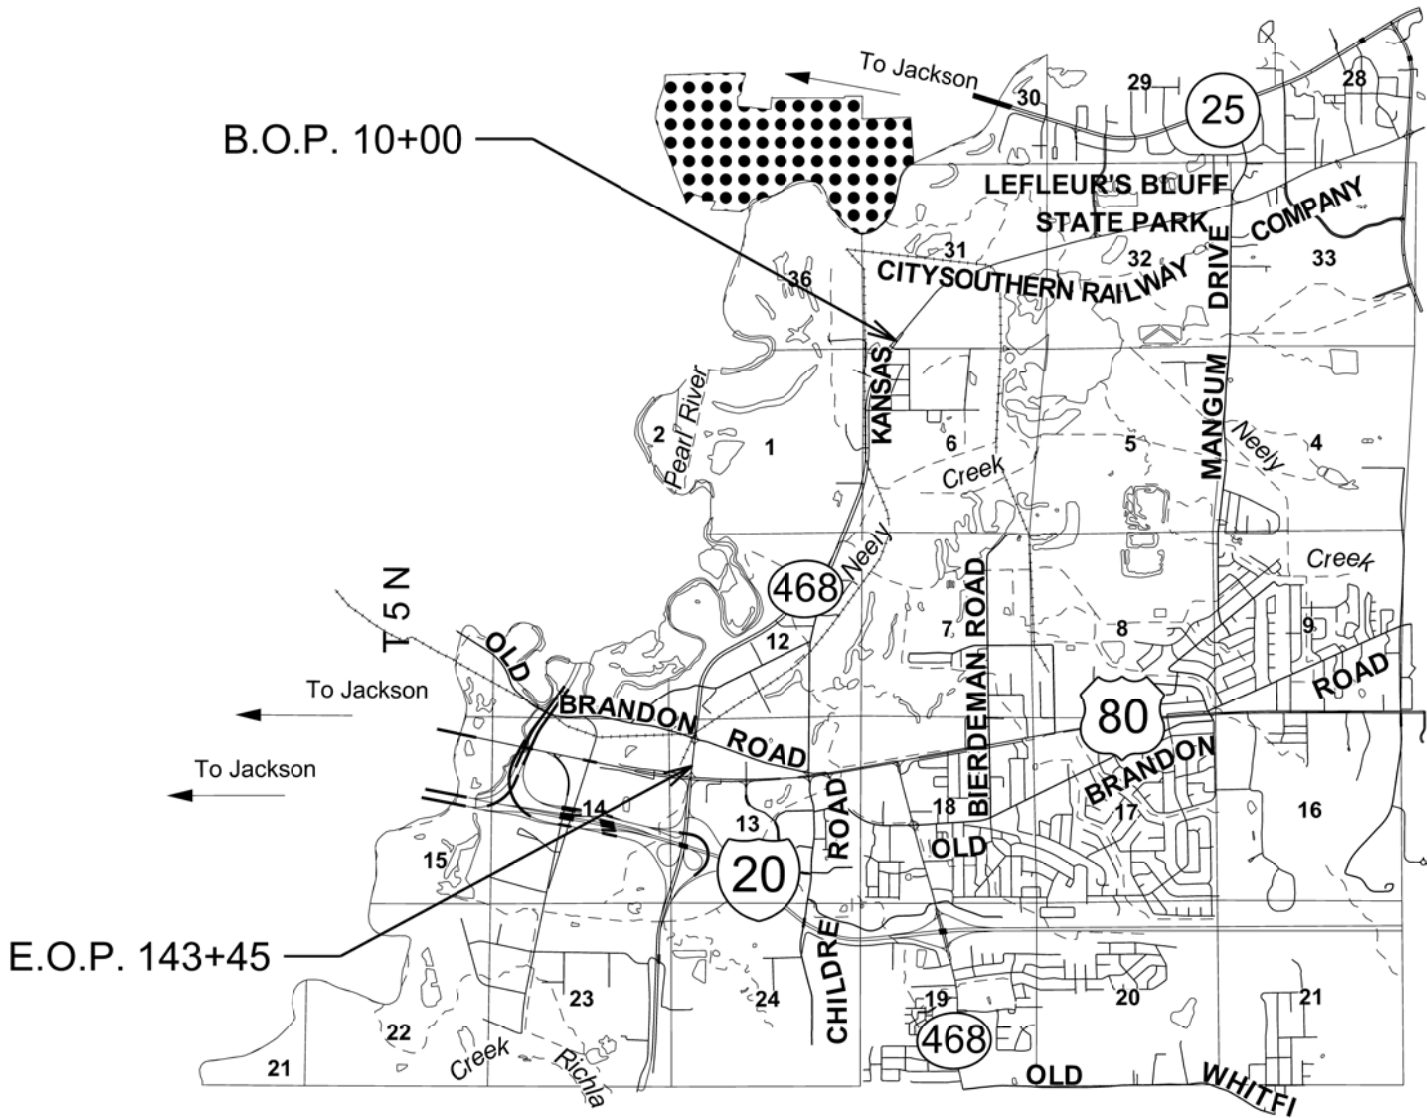 To Jackson
30
29
25
28
B.O.P. 10+00
LEFLEUR'S BLUFF
STATE PARK
COMPANY
31
32
33
36
CITYSOUTHERN RAILWAY
DRIVE
KANSAS
MANGUM
Pearl River
2
1
6
5
4
Neely
Creek
Neely
Creek
468
T 5 N
BIERDEMAN ROAD
12
7
8
9
OLD
To Jackson
BRANDON
ROAD
ROAD
80
BRANDON
To Jackson
14
13
ROAD
18
17
16
15
20
OLD
E.O.P. 143+45
CHILDRE
23
24
19
20
21
22
468
21
Creek
Richla
OLD
WHITFI